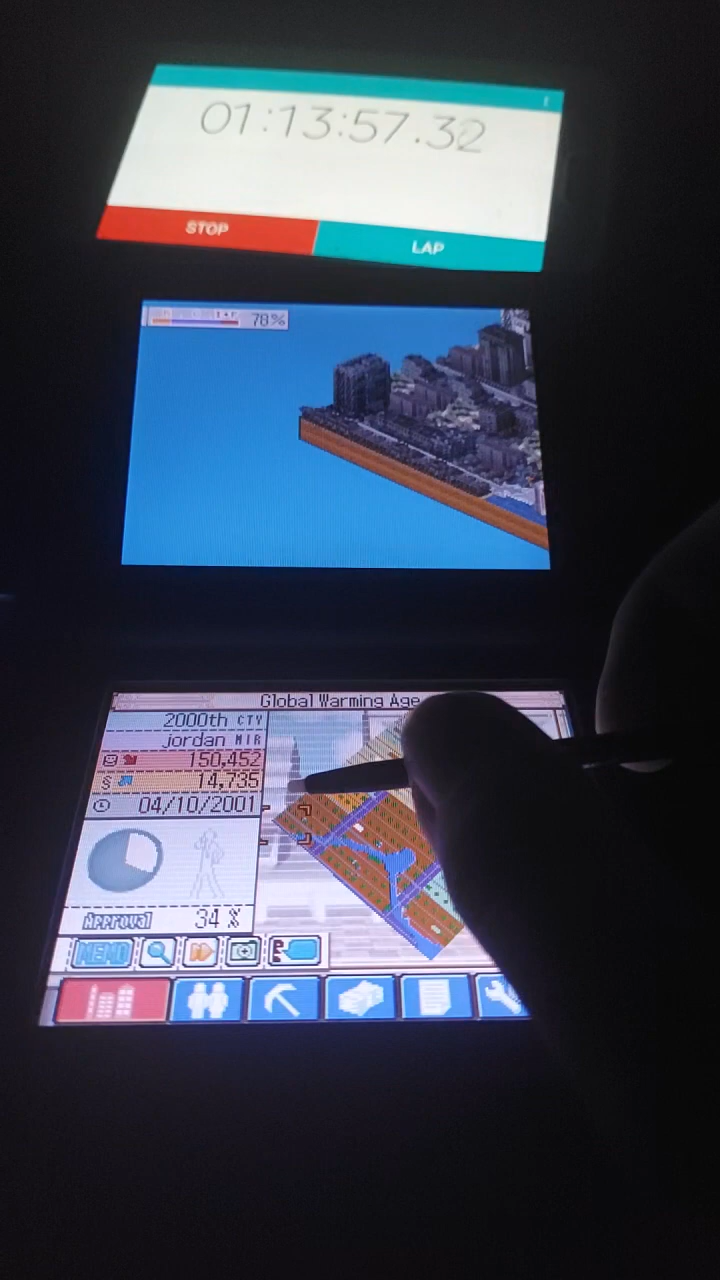 01:13:57.32
STOP
LAP
78%
Global Warming Age
2000th CTY
jordan MIR
150,452
§ 14,735
04/10/2001
Approval 34 %
MENU